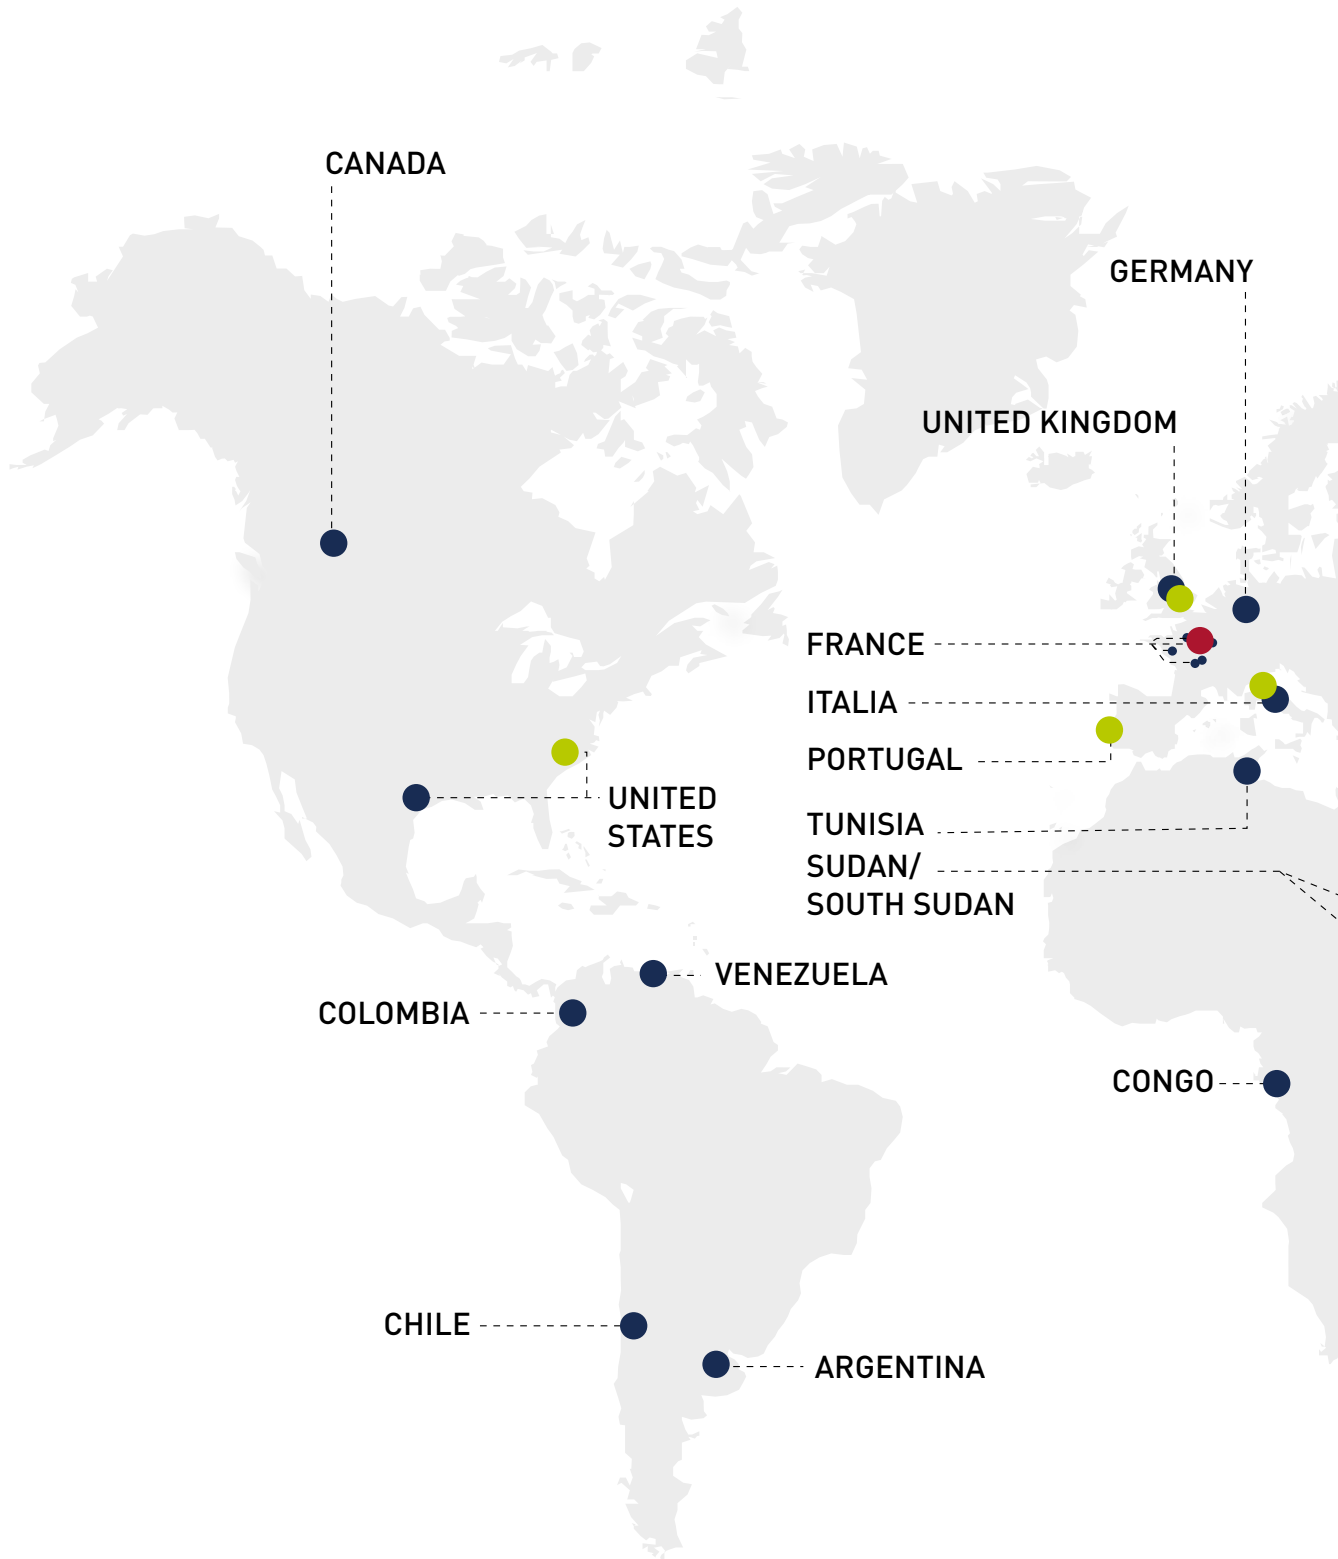 CANADA
GERMANY
UNITED KINGDOM
FRANCE
ITALIA
PORTUGAL
UNITED
STATES
TUNISIA
SUDAN/
SOUTH SUDAN
VENEZUELA
COLOMBIA
CONGO
CHILE
ARGENTINA